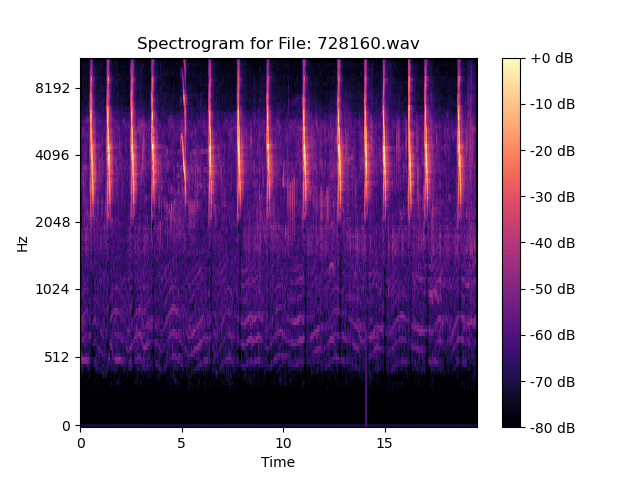 Spectrogram for File: 728160.wav
8192
4096
2048
1024
512
0
Hz
0
5
10
15
Time
+0 dB
-10 dB
-20 dB
-30 dB
-40 dB
-50 dB
-60 dB
-70 dB
-80 dB